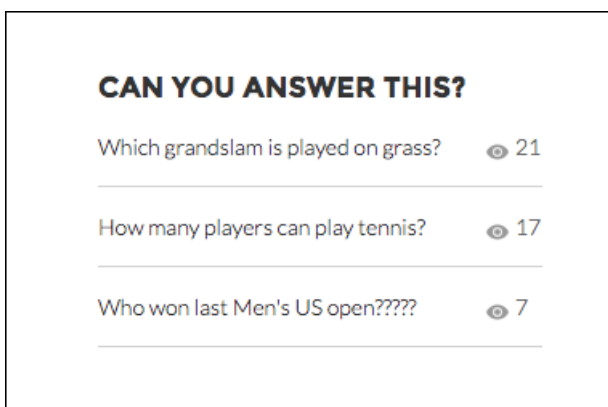 CAN YOU ANSWER THIS?
Which grandslam is played on grass? 21
How many players can play tennis? 17
Who won last Men's US open????? 7